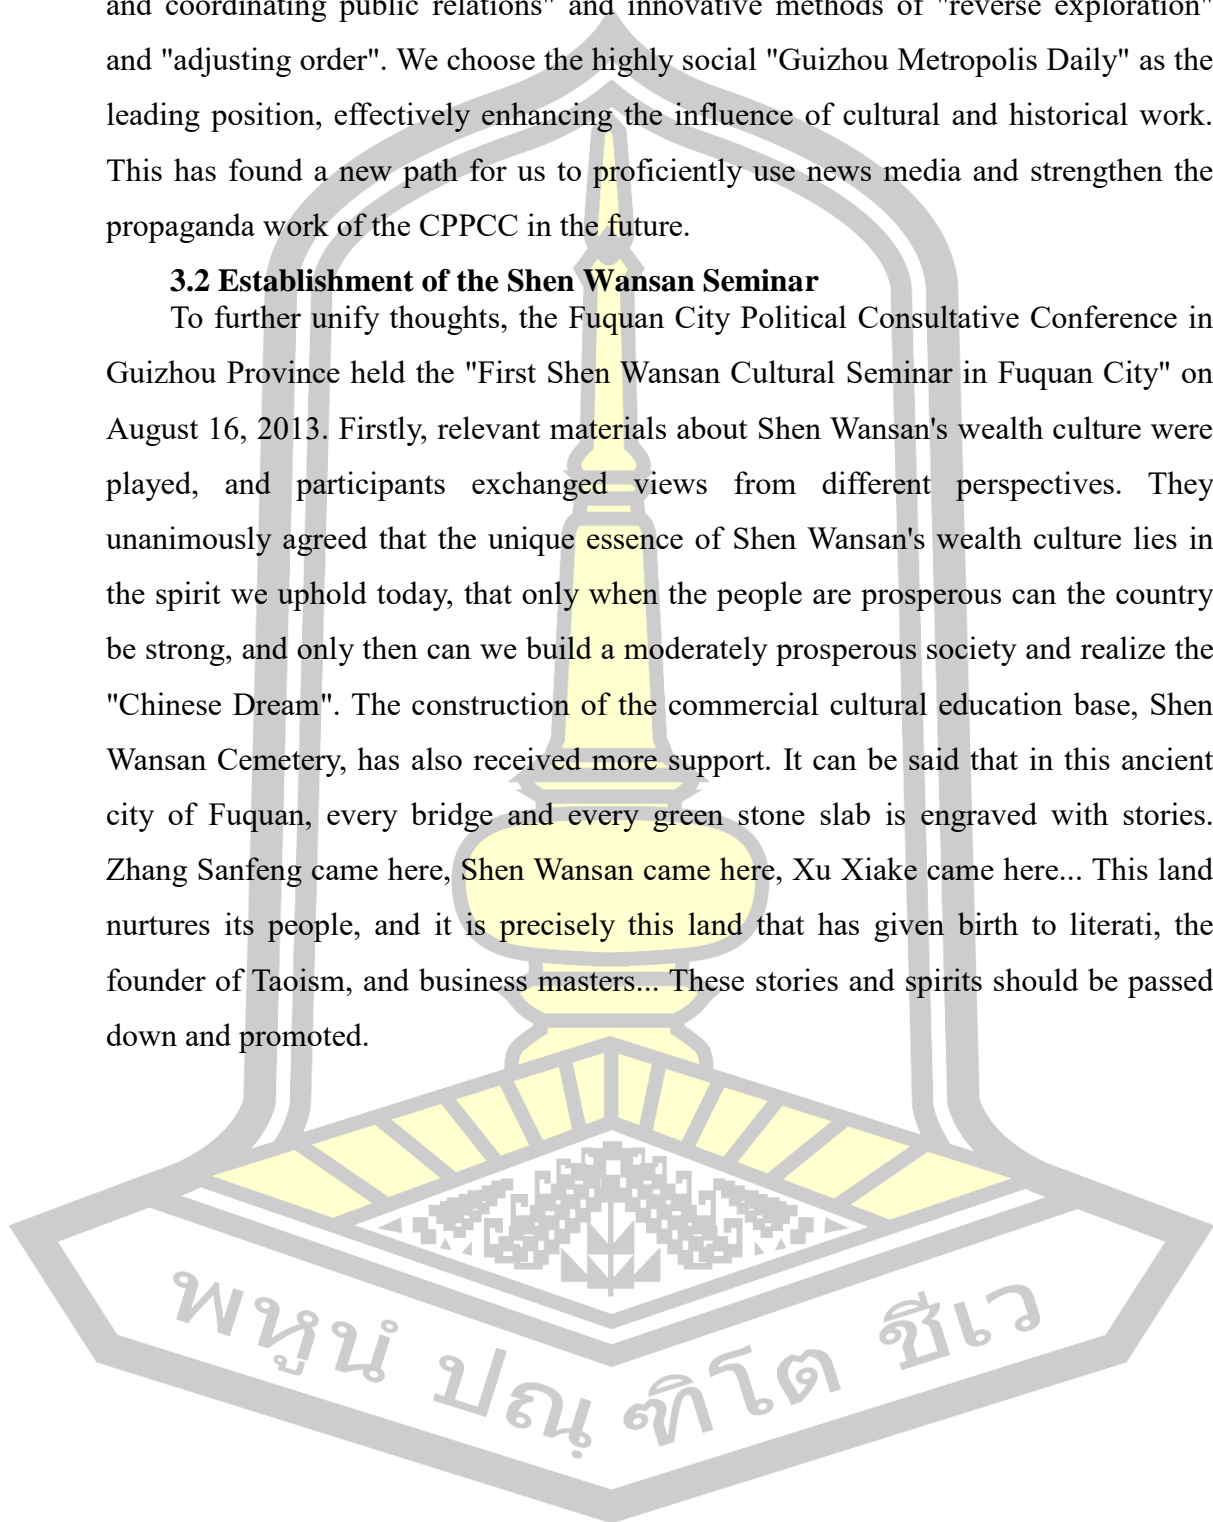 and coordinating public relations" and innovative methods of "reverse exploration"
and "adjusting order". We choose the highly social "Guizhou Metropolis Daily" as the
leading position, effectively enhancing the influence of cultural and historical work.
This has found a new path for us to proficiently use news media and strengthen the
propaganda work of the CPPCC in the future.
3.2 Establishment of the Shen Wansan Seminar
To further unify thoughts, the Fuquan City Political Consultative Conference in
Guizhou Province held the "First Shen Wansan Cultural Seminar in Fuquan City" on
August 16, 2013. Firstly, relevant materials about Shen Wansan's wealth culture were
played, and participants exchanged views from different perspectives. They
unanimously agreed that the unique essence of Shen Wansan's wealth culture lies in
the spirit we uphold today, that only when the people are prosperous can the country
be strong, and only then can we build a moderately prosperous society and realize the
"Chinese Dream". The construction of the commercial cultural education base, Shen
Wansan Cemetery, has also received more support. It can be said that in this ancient
city of Fuquan, every bridge and every green stone slab is engraved with stories.
Zhang Sanfeng came here, Shen Wansan came here, Xu Xiake came here... This land
nurtures its people, and it is precisely this land that has given birth to literati, the
founder of Taoism, and business masters... These stories and spirits should be passed
down and promoted.
พหูนํ ปณฺฑิโต ชีเว